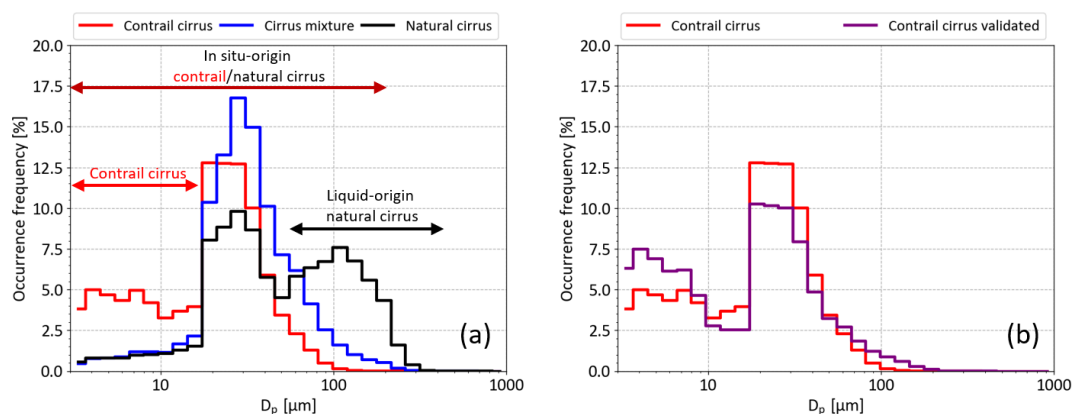 Contrail cirrus Cirrus mixture Natural cirrus
20.0
17.5
15.0
12.5
10.0
7.5
5.0
2.5
0.0
Occurrence frequency [%]
In situ-origin
contrail/natural cirrus
Contrail cirrus
Liquid-origin
natural cirrus
(a)
10 100 1000
Dp [µm]
Contrail cirrus Contrail cirrus validated
20.0
17.5
15.0
12.5
10.0
7.5
5.0
2.5
0.0
Occurrence frequency [%]
(b)
10 100 1000
Dp [µm]